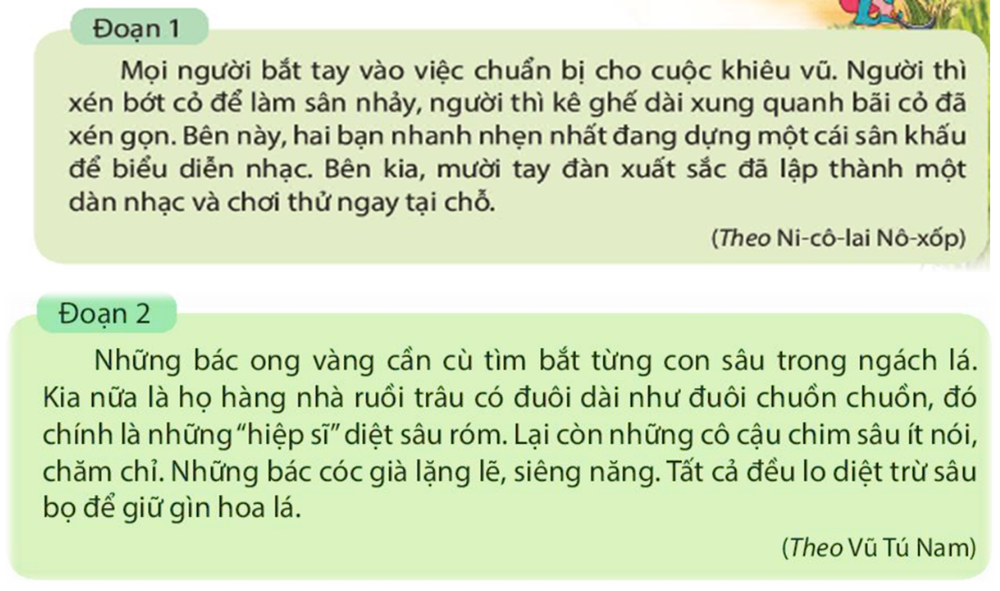 Đoạn 1
Mọi người bắt tay vào việc chuẩn bị cho cuộc khiêu vũ. Người thì
xén bớt cỏ để làm sân nhảy, người thì kê ghế dài xung quanh bãi cỏ đã
xén gọn. Bên này, hai bạn nhanh nhẹn nhất đang dựng một cái sân khấu
để biểu diễn nhạc. Bên kia, mười tay đàn xuất sắc đã lập thành một
dàn nhạc và chơi thử ngay tại chỗ.
(Theo Ni-cô-lai Nô-xốp)
Đoạn 2
Những bác ong vàng cần cù tìm bắt từng con sâu trong ngách lá.
Kia nữa là họ hàng nhà ruồi trâu có đuôi dài như đuôi chuồn chuồn, đó
chính là những “hiệp sĩ” diệt sâu róm. Lại còn những cô cậu chim sâu ít nói,
chăm chỉ. Những bác cóc già lặng lẽ, siêng năng. Tất cả đều lo diệt trừ sâu
bọ để giữ gìn hoa lá.
(Theo Vũ Tú Nam)